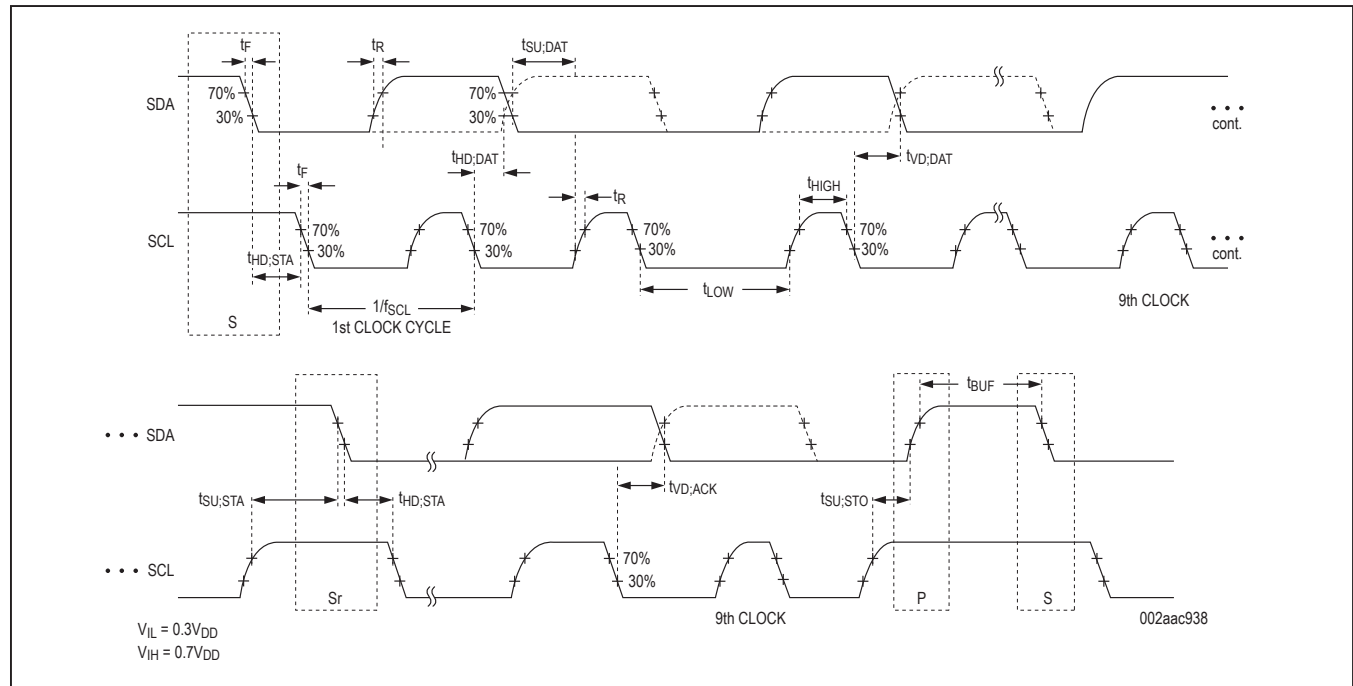 tF
tR
tSU;DAT
70%
30%
SDA
70%
30%
cont.
tF
tHD;DAT
tR
tHIGH
tVD;DAT
SCL
70%
30%
70%
30%
30%
70%
30%
cont.
tHD;STA
tLOW
S
1/fSCL
1st CLOCK CYCLE
9th CLOCK
tBUF
SDA
tSU;STA
tHD;STA
tVD;ACK
tSU;STO
SCL
70%
30%
Sr
9th CLOCK
P
S
002aac938
VIL = 0.3VDD
VIH = 0.7VDD